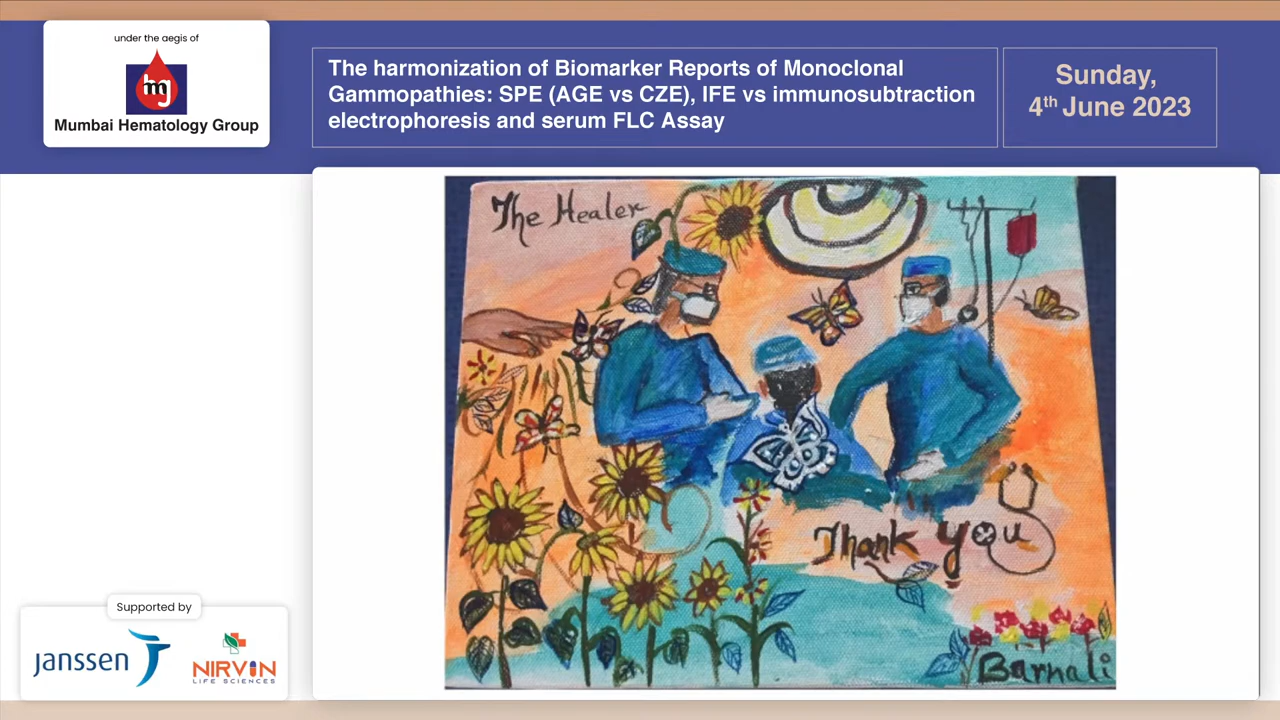 under the aegis of
hg
Mumbai Hematology Group
The harmonization of Biomarker Reports of Monoclonal
Gammopathies: SPE (AGE vs CZE), IFE vs immunosubtraction
electrophoresis and serum FLC Assay
Sunday,
4th June 2023
The Healer
Thank you
Barnali
Supported by
janssen
NIRVIN
LIFE SCIENCES